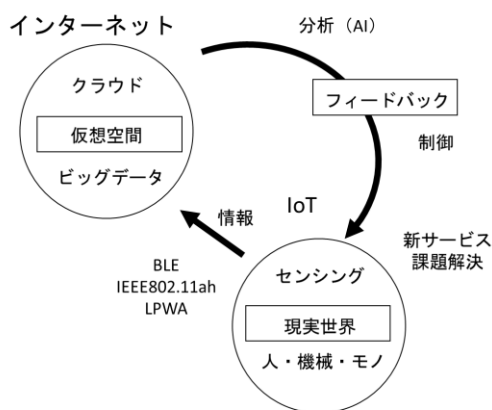 インターネット
分析（AI）
クラウド
仮想空間
ビッグデータ
フィードバック
制御
情報
IoT
新サービス
課題解決
BLE
IEEE802.11ah
LPWA
センシング
現実世界
人・機械・モノ